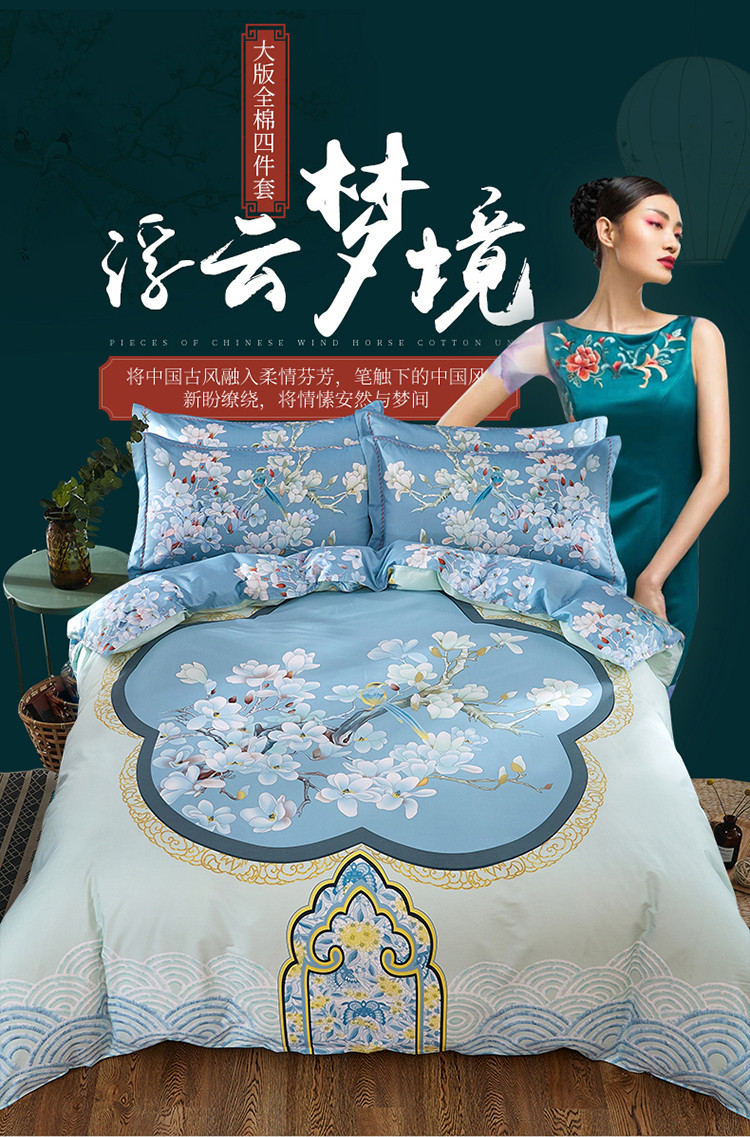 大版全棉四件套
浮云梦境
PIECES OF CHINESE WIND HORSE COTTON UN
将中国古风融入柔情芬芳，笔触下的中国风
新盼缭绕，将情愫安然与梦间